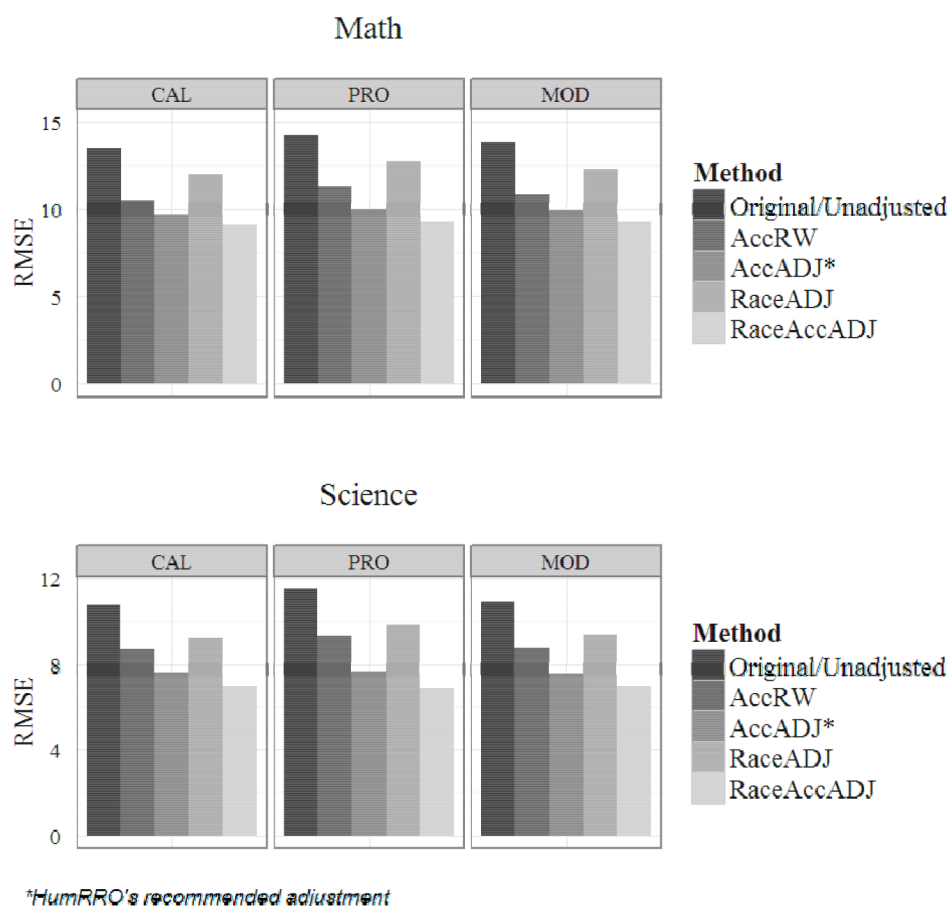 Math
CAL PRO MOD
15
10
5
0
RMSE
Method
Original/Unadjusted
AccRW
AccADJ*
RaceADJ
RaceAccADJ
Science
CAL PRO MOD
12
8
4
0
RMSE
Method
Original/Unadjusted
AccRW
AccADJ*
RaceADJ
RaceAccADJ
*HumRRO's recommended adjustment